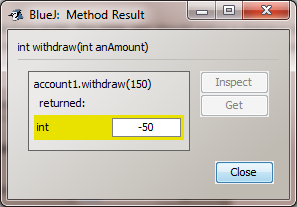 BlueJ: Method Result
int withdraw(int anAmount)
account1.withdraw(150)
returned:
int -50
Inspect
Get
Close